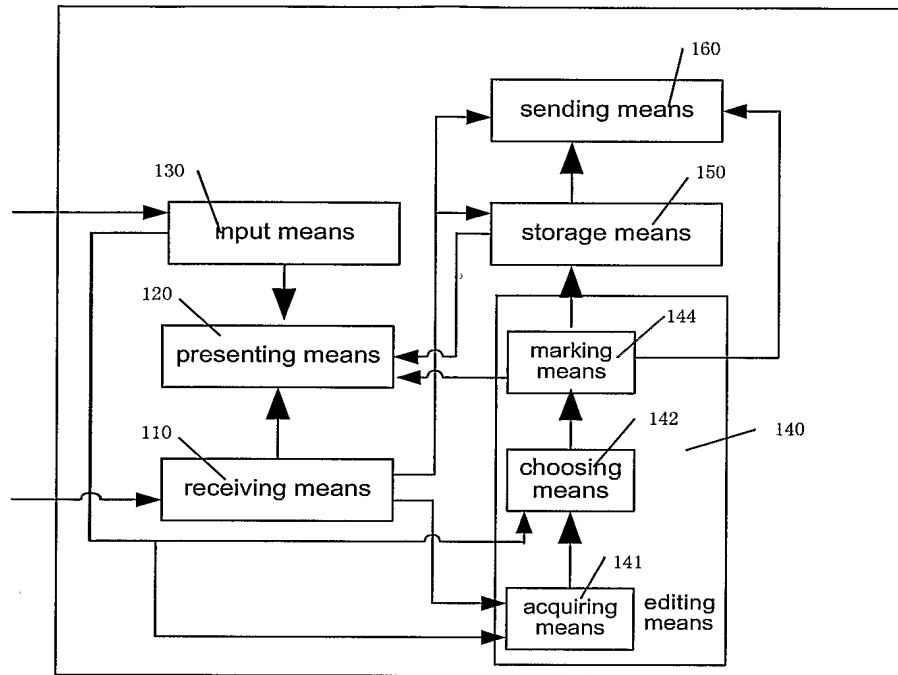 160
sending means
130
150
input means
storage means
120
144
presenting means
marking
means
110
142
140
receiving means
choosing
means
141
acquiring
means
editing
means